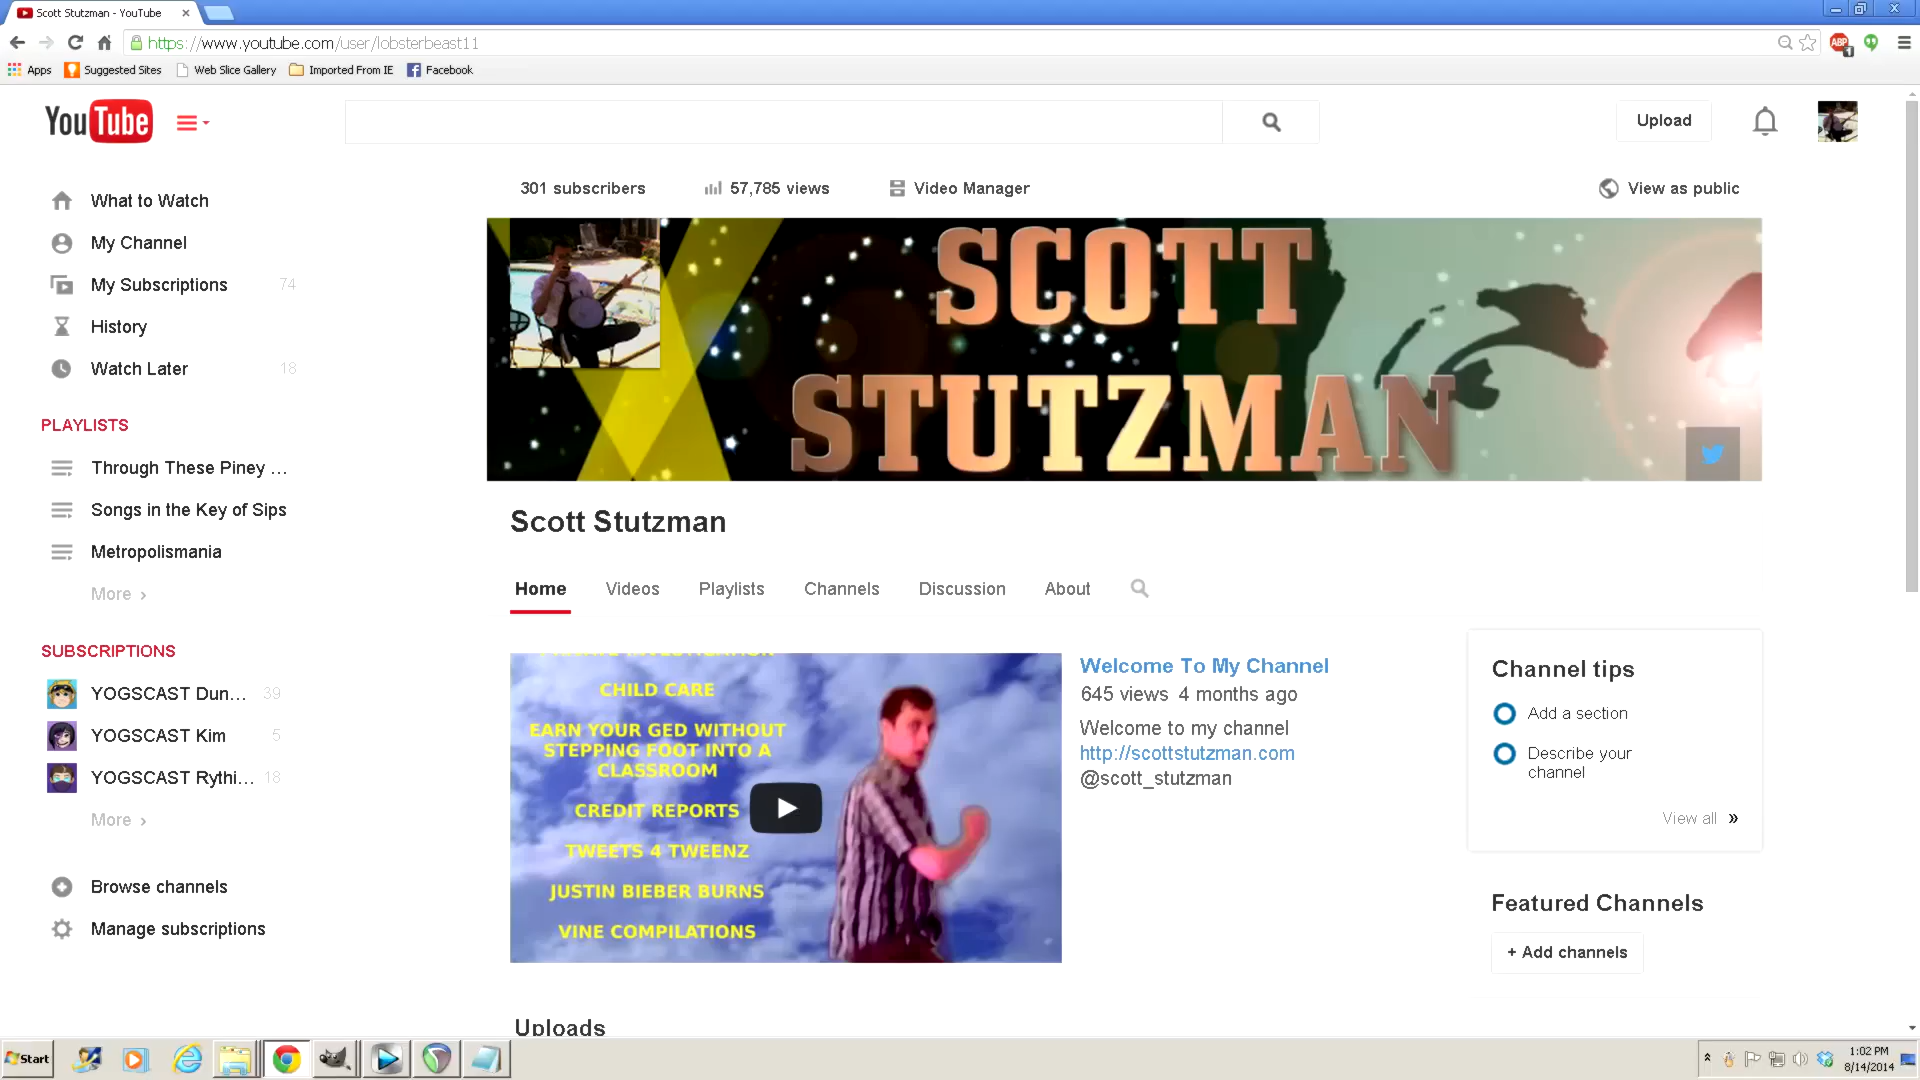 Scott Stutzman - YouTube
https://www.youtube.com/user/lobsterbeast11
ABP 1
Apps Suggested Sites Web Slice Gallery Imported From IE Facebook
YouTube
Upload
301 subscribers 57,785 views Video Manager View as public
What to Watch
My Channel
My Subscriptions 74
History
Watch Later 18
PLAYLISTS
Through These Piney ...
Songs in the Key of Sips
Metropolismania
More ›
SUBSCRIPTIONS
YOGSCAST Dun... 39
YOGSCAST Kim 5
YOGSCAST Rythi... 18
More ›
Browse channels
Manage subscriptions
SCOTT
STUTZMAN
Scott Stutzman
Home Videos Playlists Channels Discussion About
CHILD CARE
EARN YOUR GED WITHOUT
STEPPING FOOT INTO A
CLASSROOM
CREDIT REPORTS
TWEETS 4 TWEENZ
JUSTIN BIEBER BURNS
VINE COMPILATIONS
Welcome To My Channel
645 views 4 months ago
Welcome to my channel
http://scottstutzman.com
@scott_stutzman
Channel tips
Add a section
Describe your
channel
View all »
Featured Channels
+ Add channels
Uploads
Start
1:02 PM
8/14/2014